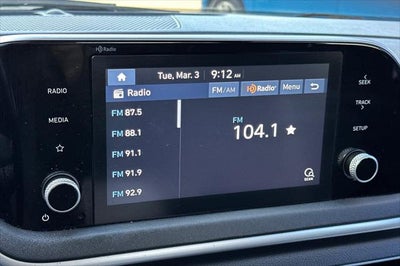 HD Radio
Tue, Mar. 3 9:12 AM
Radio FM/AM HD Radio Menu
RADIO
MEDIA
SEEK
TRACK
SETUP
FM 87.5
FM 88.1
FM 91.1
FM 91.9
FM 92.9
FM
104.1
SCAN